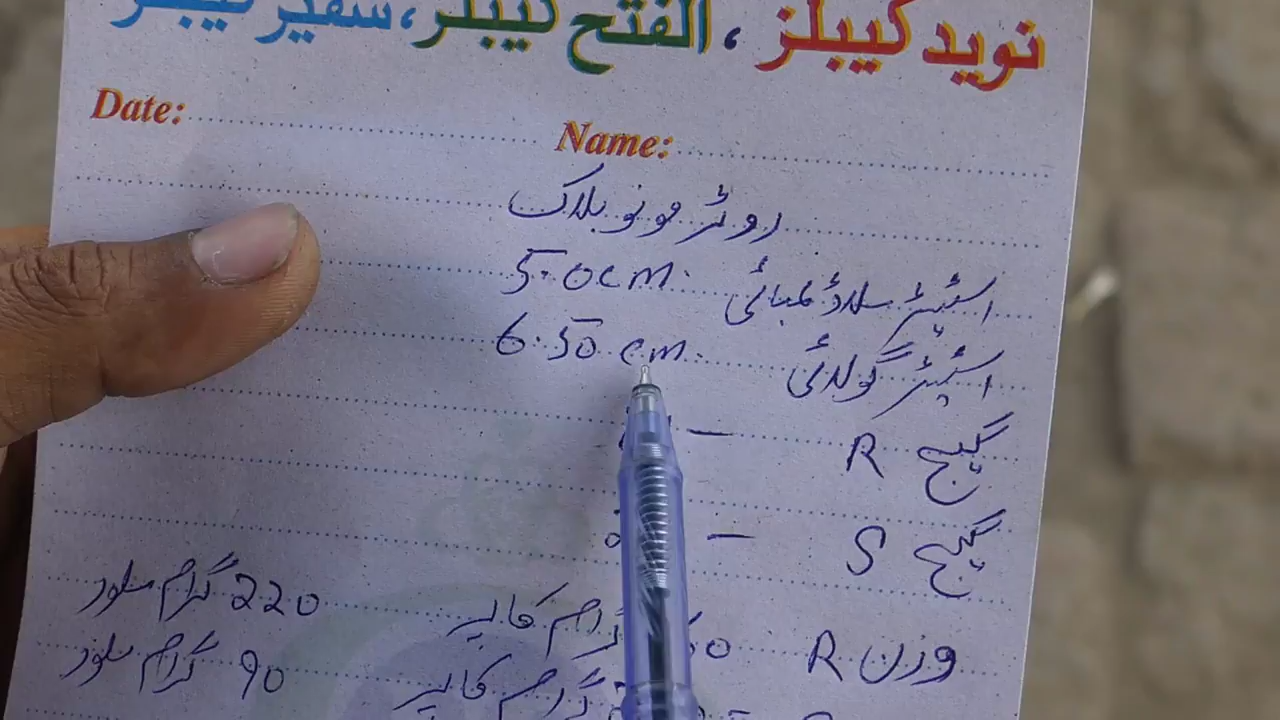 نوید کیبلز، الفتح کیبلز، سفیر کیبلز
Date: Name:
روٹر مونو بلاک
اسٹیٹر سلاٹ لمبائی 5.0cm
اسٹیٹر گولائی 6.50 cm
گیج R –
گیج S –
وزن R گرام کاپر 220 گرام سلور
گرام کاپر 90 گرام سلور